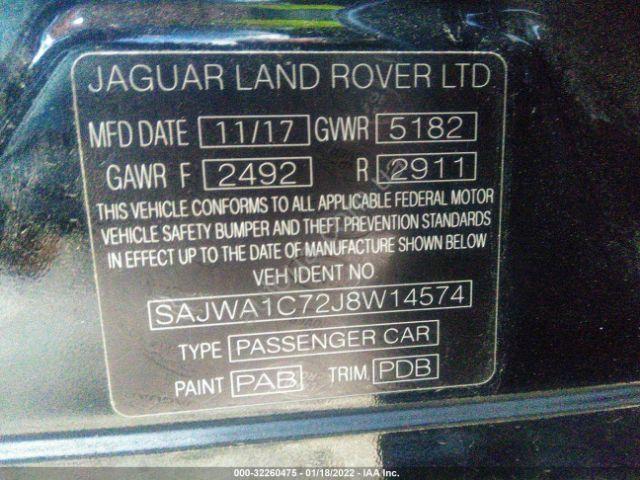 JAGUAR LAND ROVER LTD
MFD DATE 11/17 GVWR 5182
GAWR F 2492 R 2911
THIS VEHICLE CONFORMS TO ALL APPLICABLE FEDERAL MOTOR
VEHICLE SAFETY BUMPER AND THEFT PREVENTION STANDARDS
IN EFFECT UP TO THE DATE OF MANUFACTURE SHOWN BELOW
VEH IDENT NO
SAJWA1C72J8W14574
TYPE PASSENGER CAR
PAINT PAB TRIM. PDB
000-32260475 - 01/18/2022 - IAA Inc.